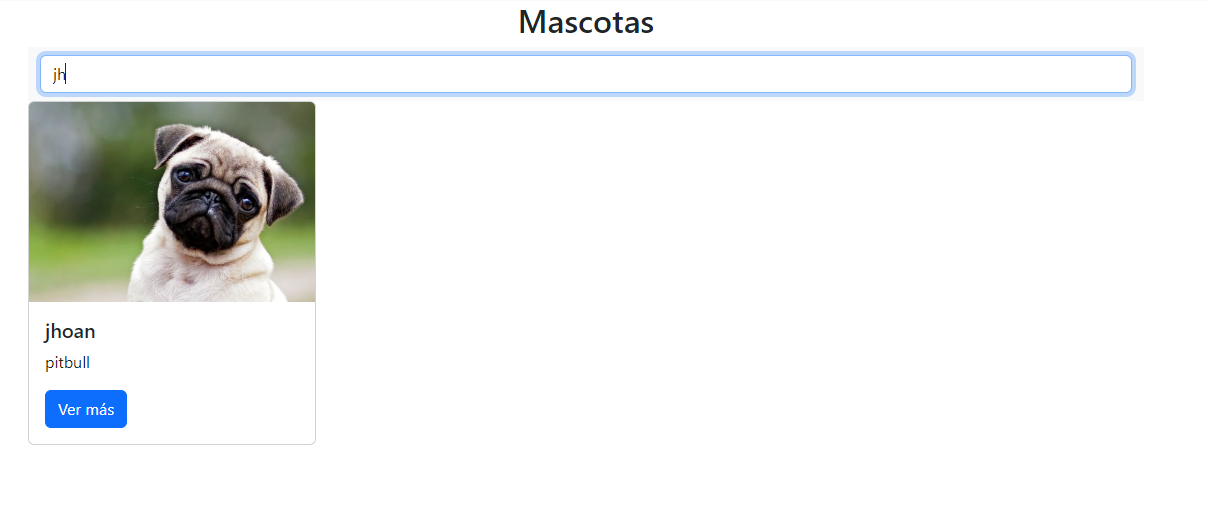 Mascotas
jh
jhoan
pitbull
Ver más